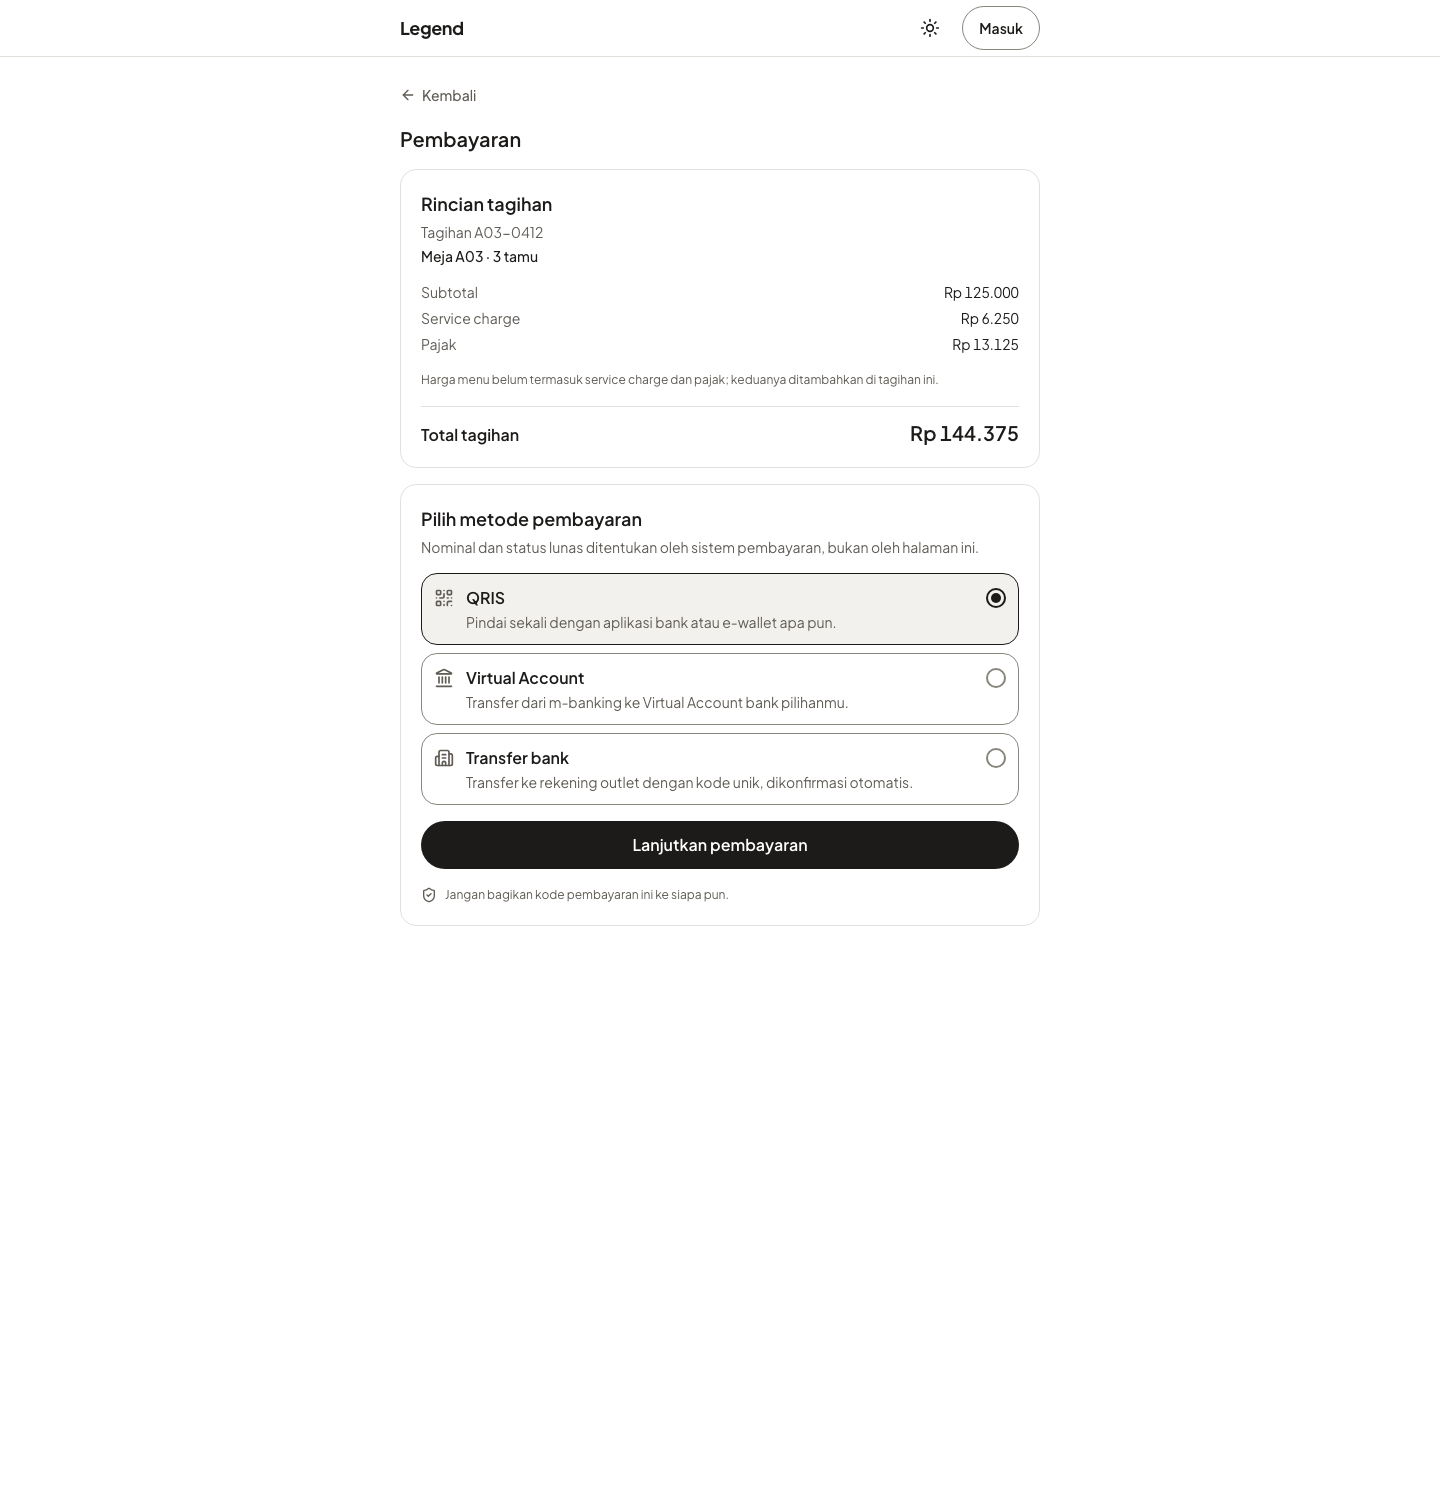 Legend
Masuk
Kembali
Pembayaran
Rincian tagihan
Tagihan A03-0412
Meja A03 · 3 tamu
Subtotal Rp 125.000
Service charge Rp 6.250
Pajak Rp 13.125
Harga menu belum termasuk service charge dan pajak; keduanya ditambahkan di tagihan ini.
Total tagihan Rp 144.375
Pilih metode pembayaran
Nominal dan status lunas ditentukan oleh sistem pembayaran, bukan oleh halaman ini.
QRIS
Pindai sekali dengan aplikasi bank atau e-wallet apa pun.
Virtual Account
Transfer dari m-banking ke Virtual Account bank pilihanmu.
Transfer bank
Transfer ke rekening outlet dengan kode unik, dikonfirmasi otomatis.
Lanjutkan pembayaran
Jangan bagikan kode pembayaran ini ke siapa pun.